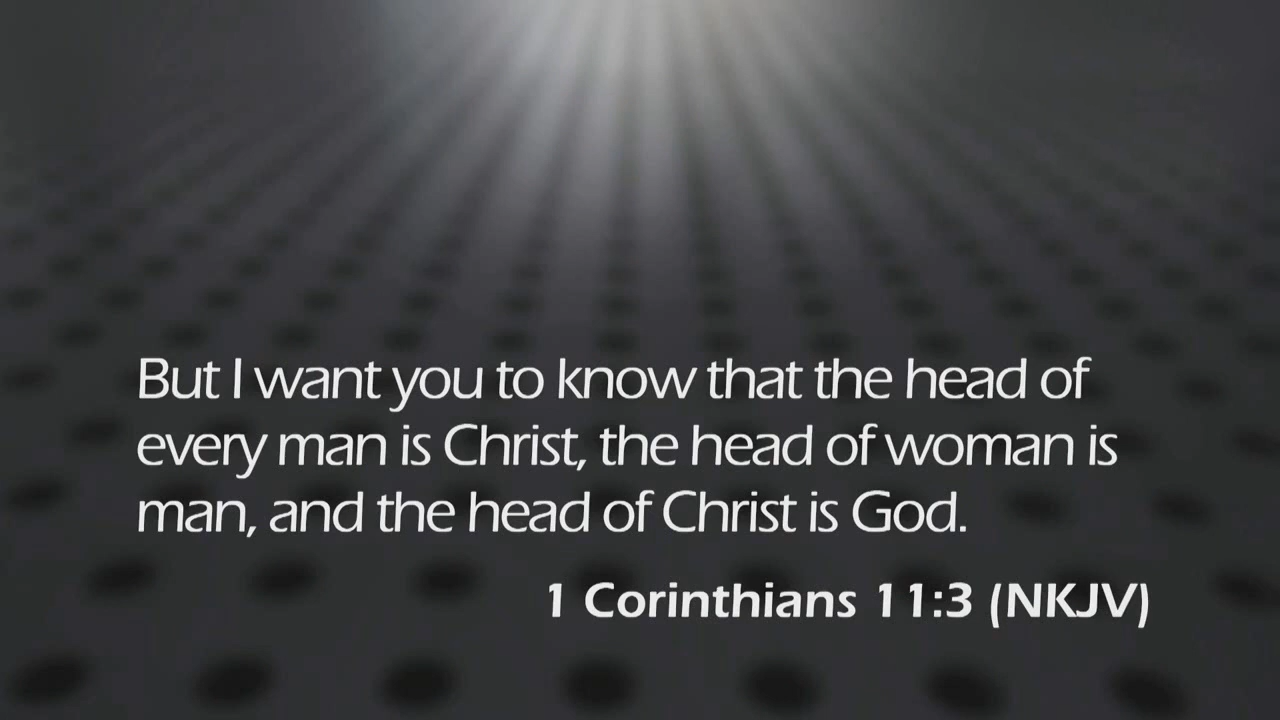 But I want you to know that the head of
every man is Christ, the head of woman is
man, and the head of Christ is God.
1 Corinthians 11:3 (NKJV)